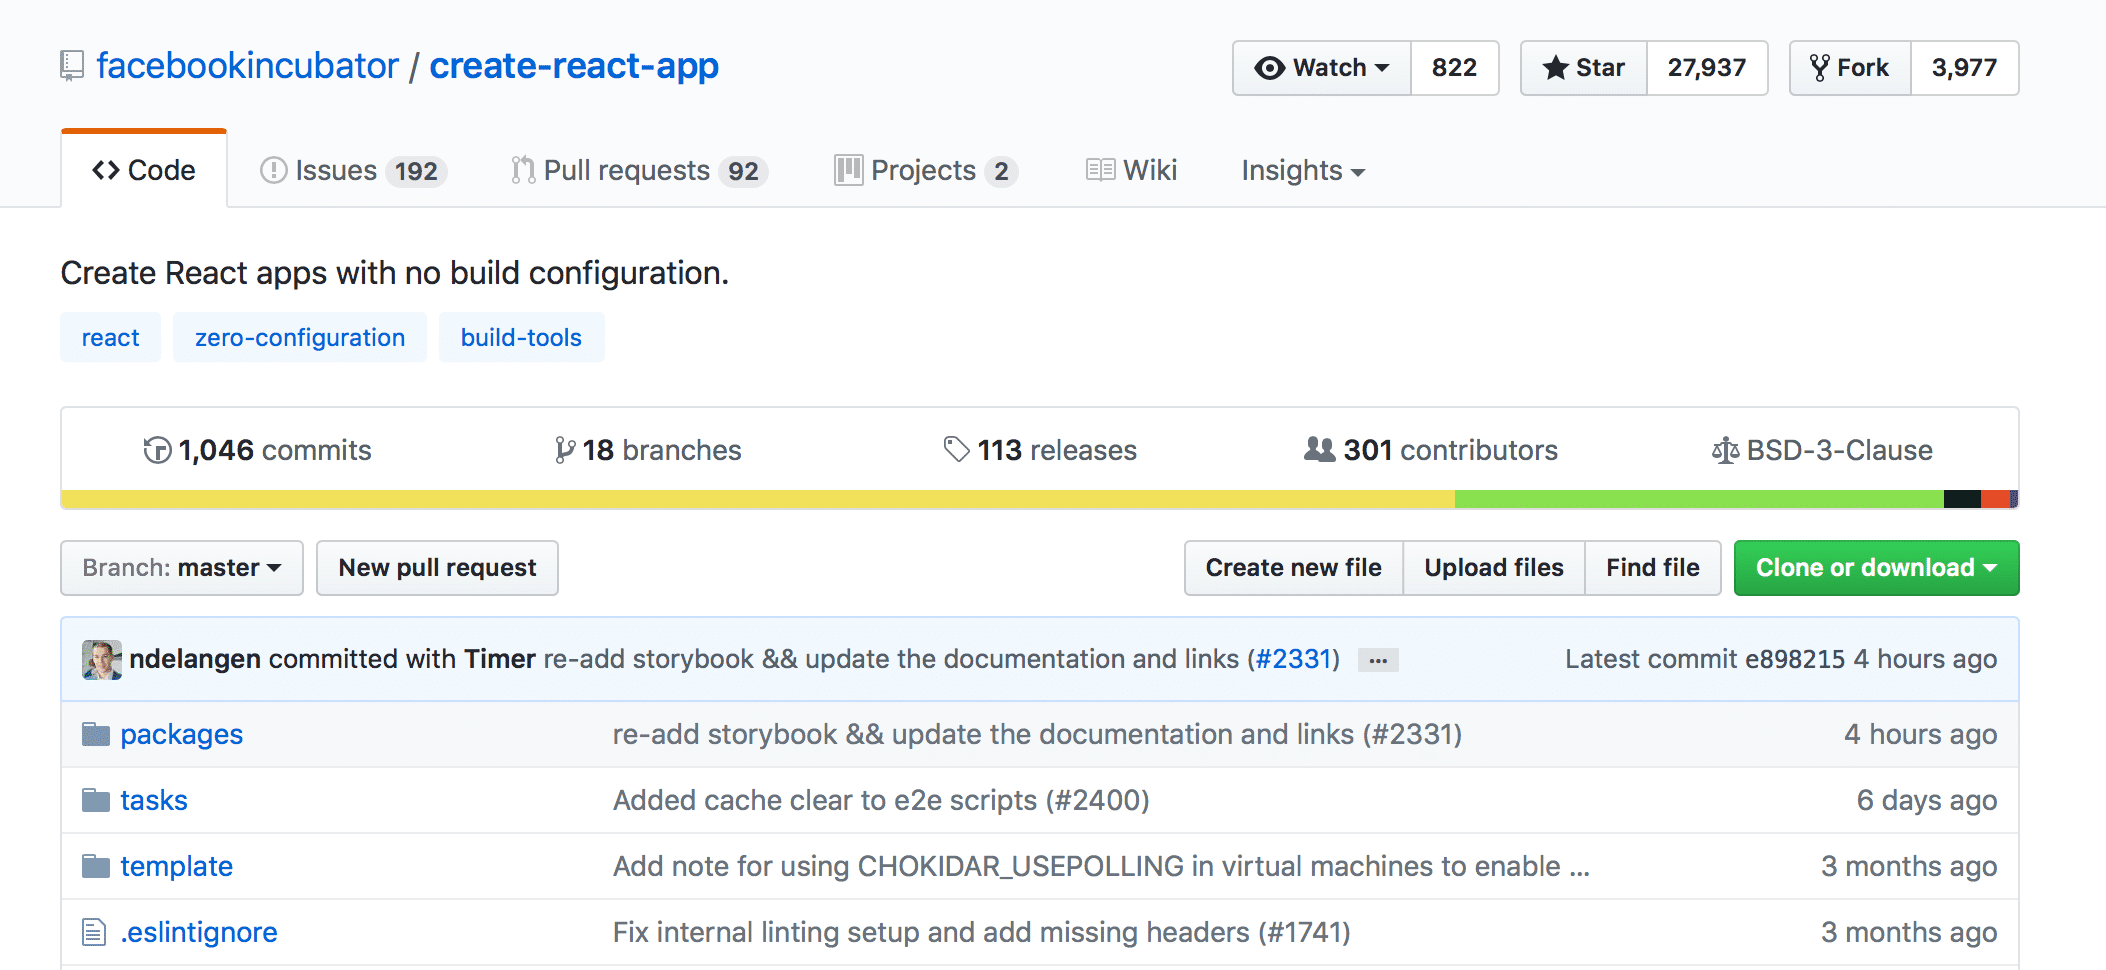 facebookincubator / create-react-app
Watch 822 Star 27,937 Fork 3,977
Code Issues 192 Pull requests 92 Projects 2 Wiki Insights
Create React apps with no build configuration.
react zero-configuration build-tools
1,046 commits 18 branches 113 releases 301 contributors BSD-3-Clause
Branch: master New pull request Create new file Upload files Find file Clone or download
ndelangen committed with Timer re-add storybook && update the documentation and links (#2331) ... Latest commit e898215 4 hours ago
packages re-add storybook && update the documentation and links (#2331) 4 hours ago
tasks Added cache clear to e2e scripts (#2400) 6 days ago
template Add note for using CHOKIDAR_USEPOLLING in virtual machines to enable ... 3 months ago
.eslintignore Fix internal linting setup and add missing headers (#1741) 3 months ago